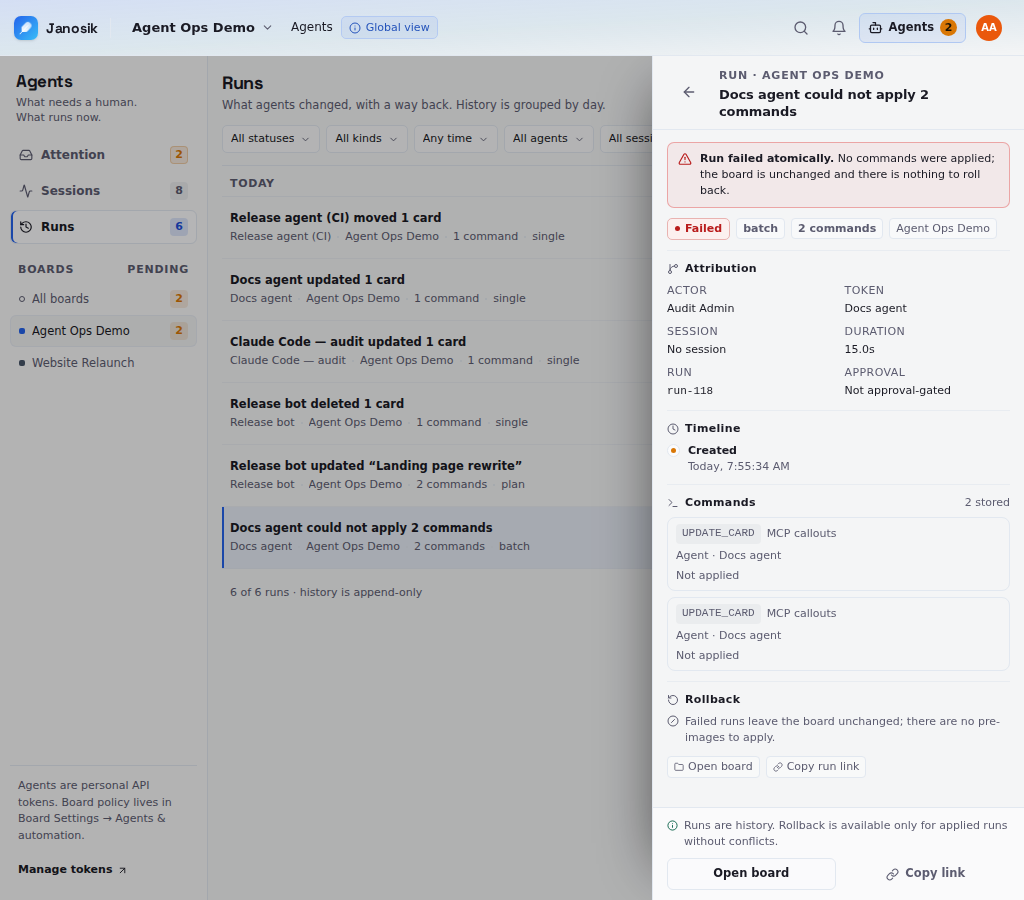 Janosik
Agent Ops Demo
Agents
Global view
Agents 2
AA
Agents
What needs a human.
What runs now.
Attention 2
Sessions 8
Runs 6
BOARDS PENDING
All boards 2
Agent Ops Demo 2
Website Relaunch
Agents are personal API
tokens. Board policy lives in
Board Settings → Agents &
automation.
Manage tokens
Runs
What agents changed, with a way back. History is grouped by day.
All statuses All kinds Any time All agents All sessi
TODAY
Release agent (CI) moved 1 card
Release agent (CI) · Agent Ops Demo · 1 command · single
Docs agent updated 1 card
Docs agent · Agent Ops Demo · 1 command · single
Claude Code — audit updated 1 card
Claude Code — audit · Agent Ops Demo · 1 command · single
Release bot deleted 1 card
Release bot · Agent Ops Demo · 1 command · single
Release bot updated “Landing page rewrite”
Release bot · Agent Ops Demo · 2 commands · plan
Docs agent could not apply 2 commands
Docs agent · Agent Ops Demo · 2 commands · batch
6 of 6 runs · history is append-only
RUN · AGENT OPS DEMO
Docs agent could not apply 2
commands
Run failed atomically. No commands were applied;
the board is unchanged and there is nothing to roll
back.
Failed batch 2 commands Agent Ops Demo
Attribution
ACTOR TOKEN
Audit Admin Docs agent
SESSION DURATION
No session 15.0s
RUN APPROVAL
run-118 Not approval-gated
Timeline
Created
Today, 7:55:34 AM
Commands 2 stored
UPDATE_CARD MCP callouts
Agent · Docs agent
Not applied
UPDATE_CARD MCP callouts
Agent · Docs agent
Not applied
Rollback
Failed runs leave the board unchanged; there are no pre-
images to apply.
Open board Copy run link
Runs are history. Rollback is available only for applied runs
without conflicts.
Open board Copy link